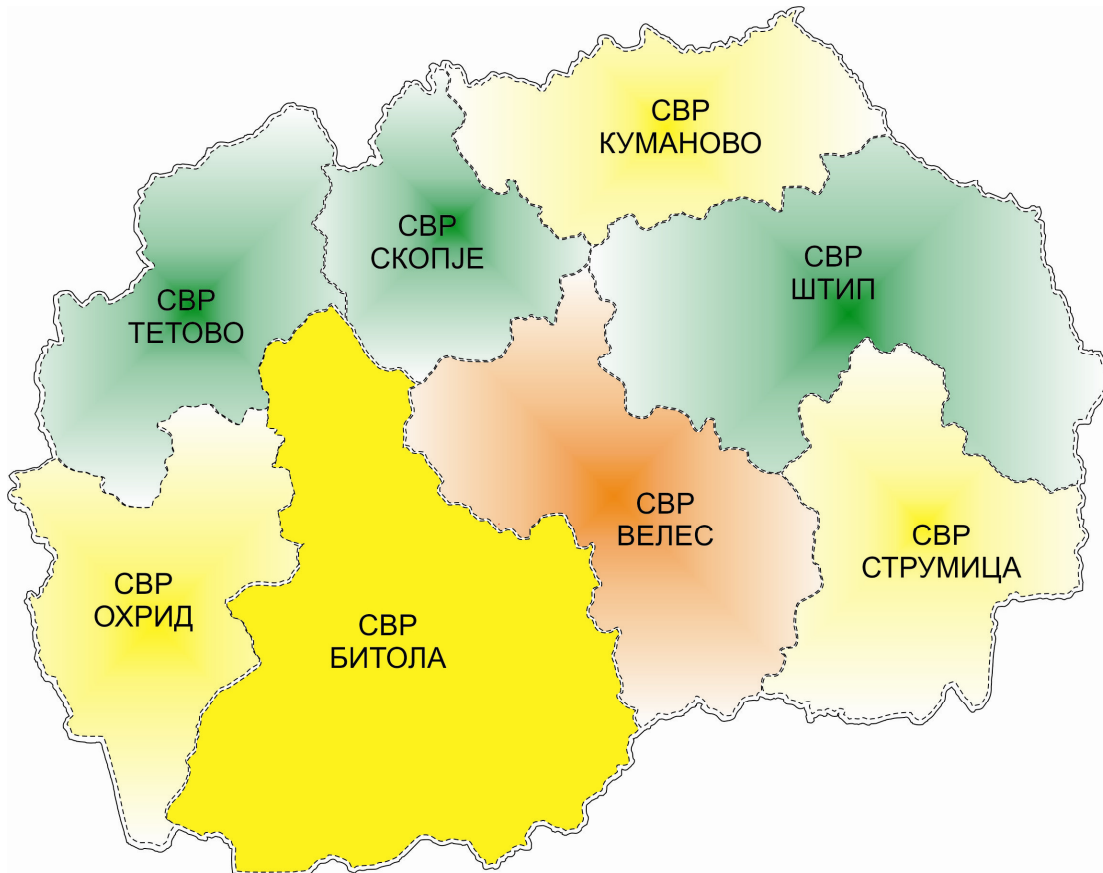 СВР
КУМАНОВО
СВР
СКОПЈЕ
СВР
ШТИП
СВР
ТЕТОВО
СВР
ВЕЛЕС
СВР
СТРУМИЦА
СВР
ОХРИД
СВР
БИТОЛА